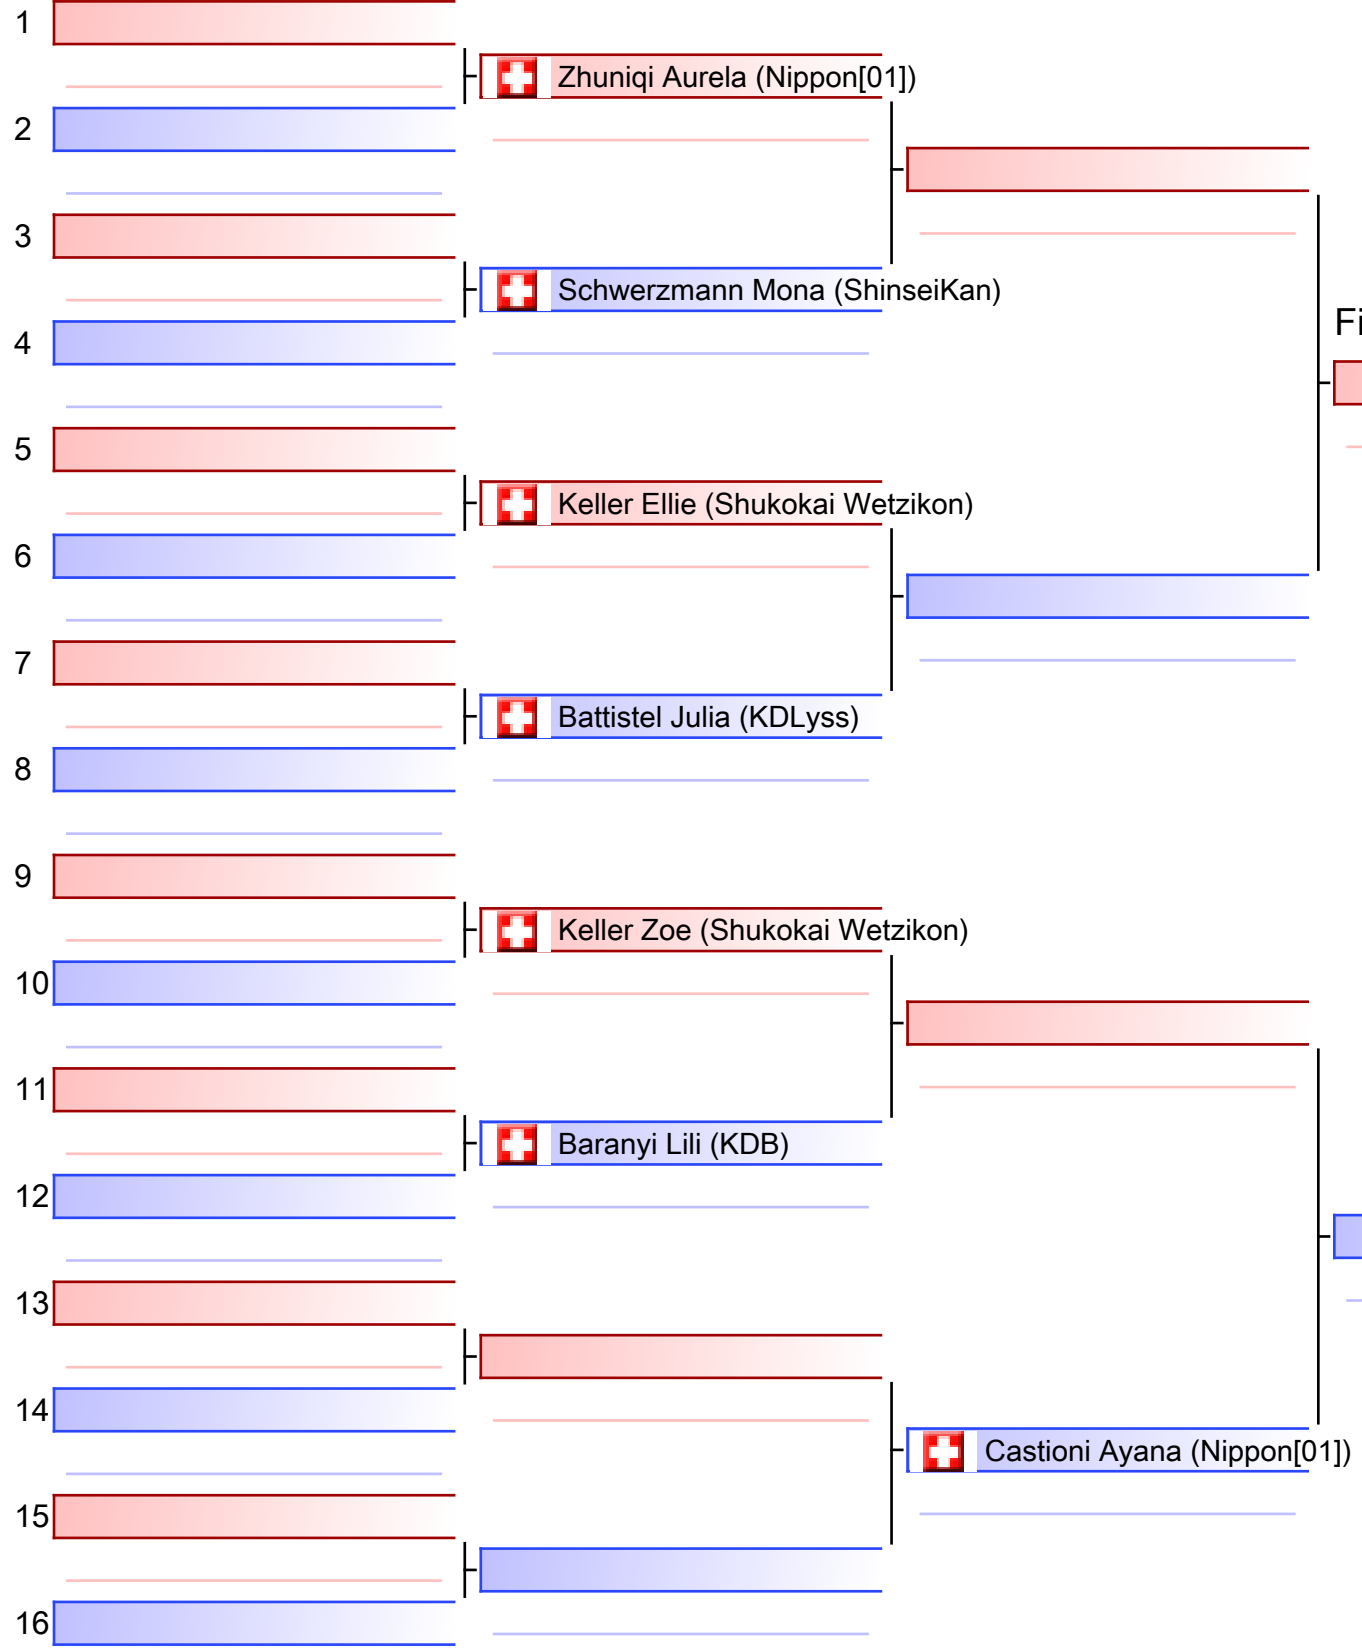 1
Zhuniqi Aurela (Nippon[01])
2
3
Schwerzmann Mona (ShinseiKan)
Fi
4
5
Keller Ellie (Shukokai Wetzikon)
6
7
Battistel Julia (KDLyss)
8
9
Keller Zoe (Shukokai Wetzikon)
10
11
Baranyi Lili (KDB)
12
13
14
Castioni Ayana (Nippon[01])
15
16